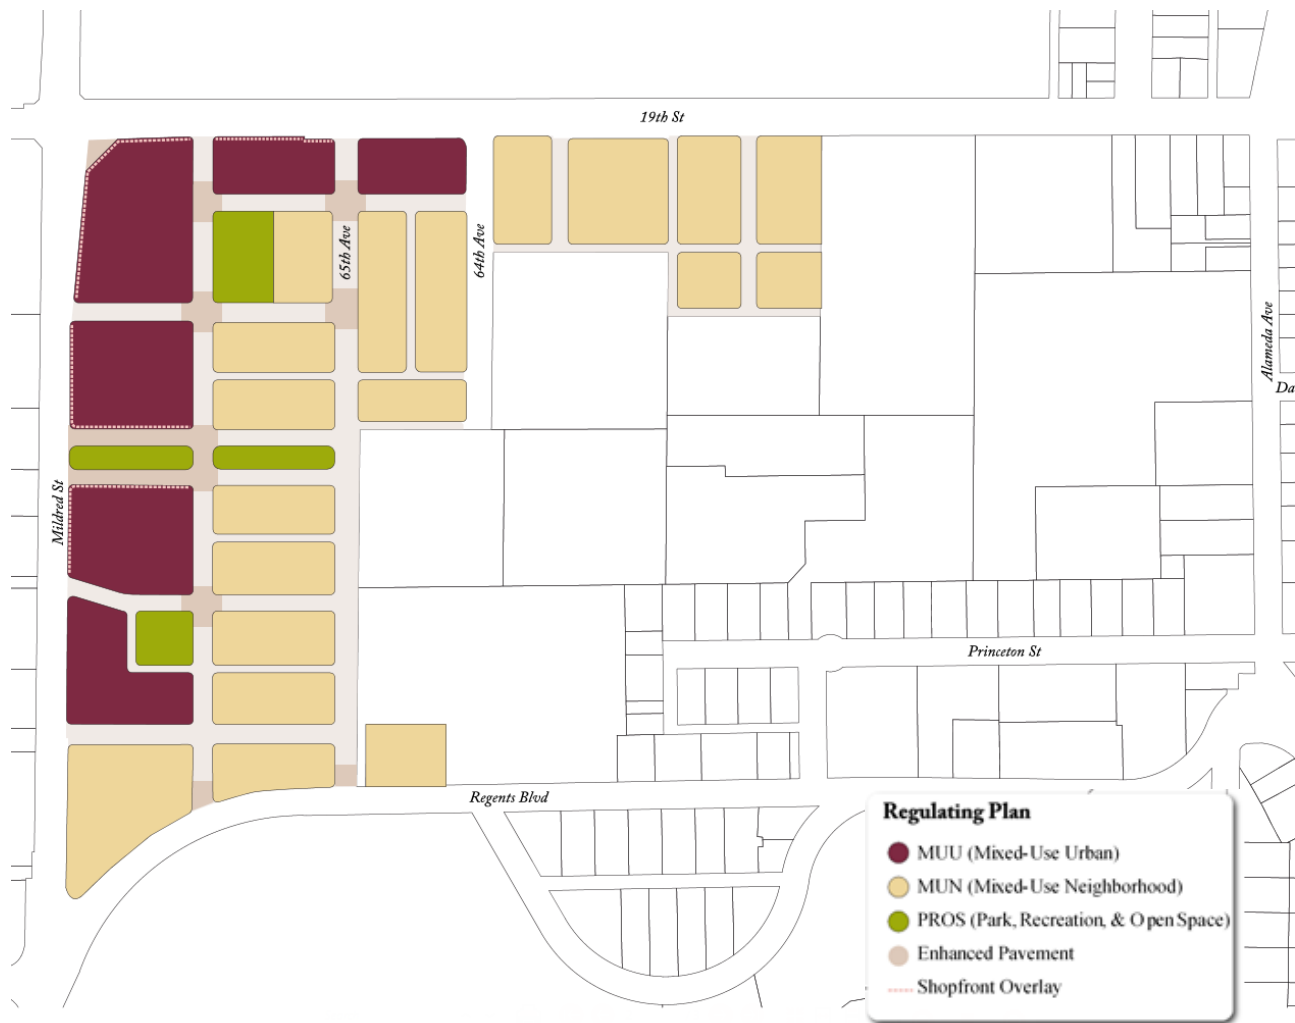 19th St
65th Ave
64th Ave
Alameda Ave
Da
Mildred St
Princeton St
Regents Blvd
Regulating Plan
MUU (Mixed-Use Urban)
MUN (Mixed-Use Neighborhood)
PROS (Park, Recreation, & Open Space)
Enhanced Pavement
Shopfront Overlay